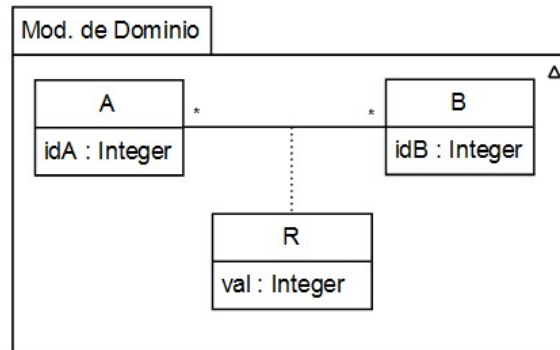 Mod. de Dominio
A
*
*
B
idA : Integer
idB : Integer
R
val : Integer